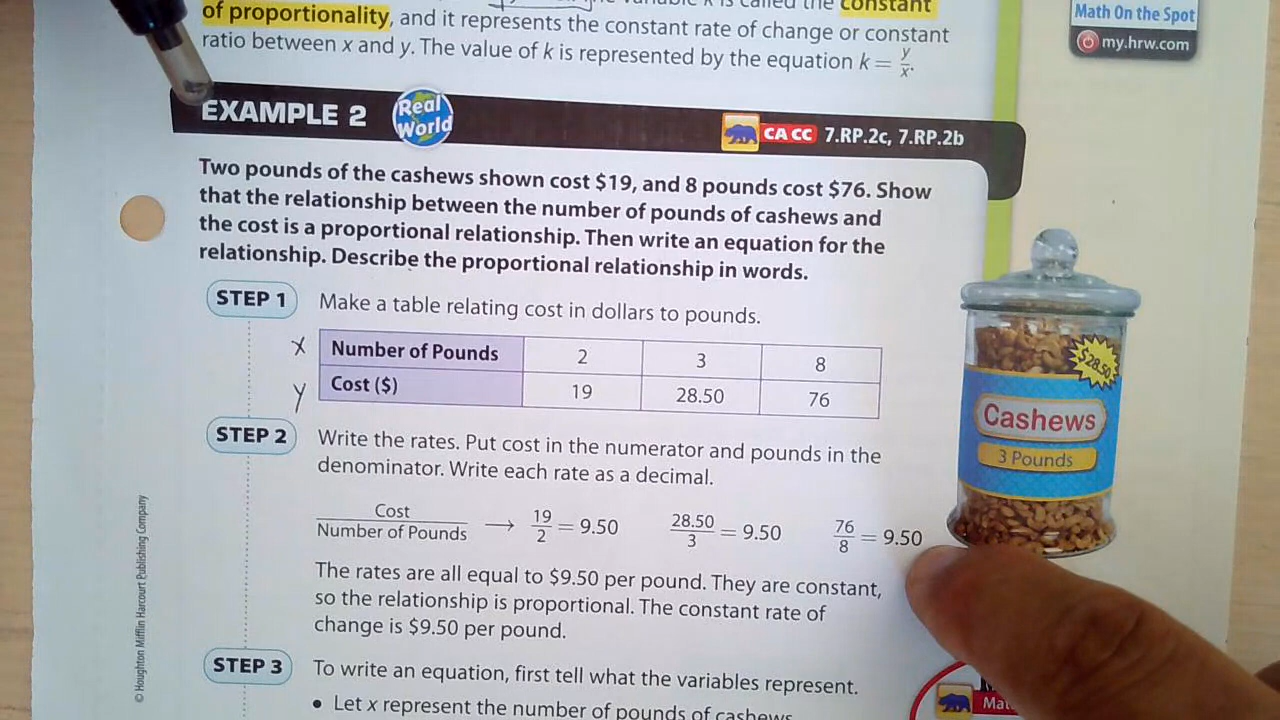 is called the constant
of proportionality, and it represents the constant rate of change or constant
ratio between x and y. The value of k is represented by the equation k = y/x.
Math On the Spot
my.hrw.com
EXAMPLE 2
Real World
CA CC 7.RP.2c, 7.RP.2b
Two pounds of the cashews shown cost $19, and 8 pounds cost $76. Show
that the relationship between the number of pounds of cashews and
the cost is a proportional relationship. Then write an equation for the
relationship. Describe the proportional relationship in words.
STEP 1 Make a table relating cost in dollars to pounds.
x Number of Pounds 2 3 8
y Cost ($) 19 28.50 76
$28.50
Cashews
3 Pounds
STEP 2 Write the rates. Put cost in the numerator and pounds in the
denominator. Write each rate as a decimal.
Cost/Number of Pounds → 19/2 = 9.50 28.50/3 = 9.50 76/8 = 9.50
The rates are all equal to $9.50 per pound. They are constant,
so the relationship is proportional. The constant rate of
change is $9.50 per pound.
STEP 3 To write an equation, first tell what the variables represent.
• Let x represent the number of pounds of cashews
© Houghton Mifflin Harcourt Publishing Company